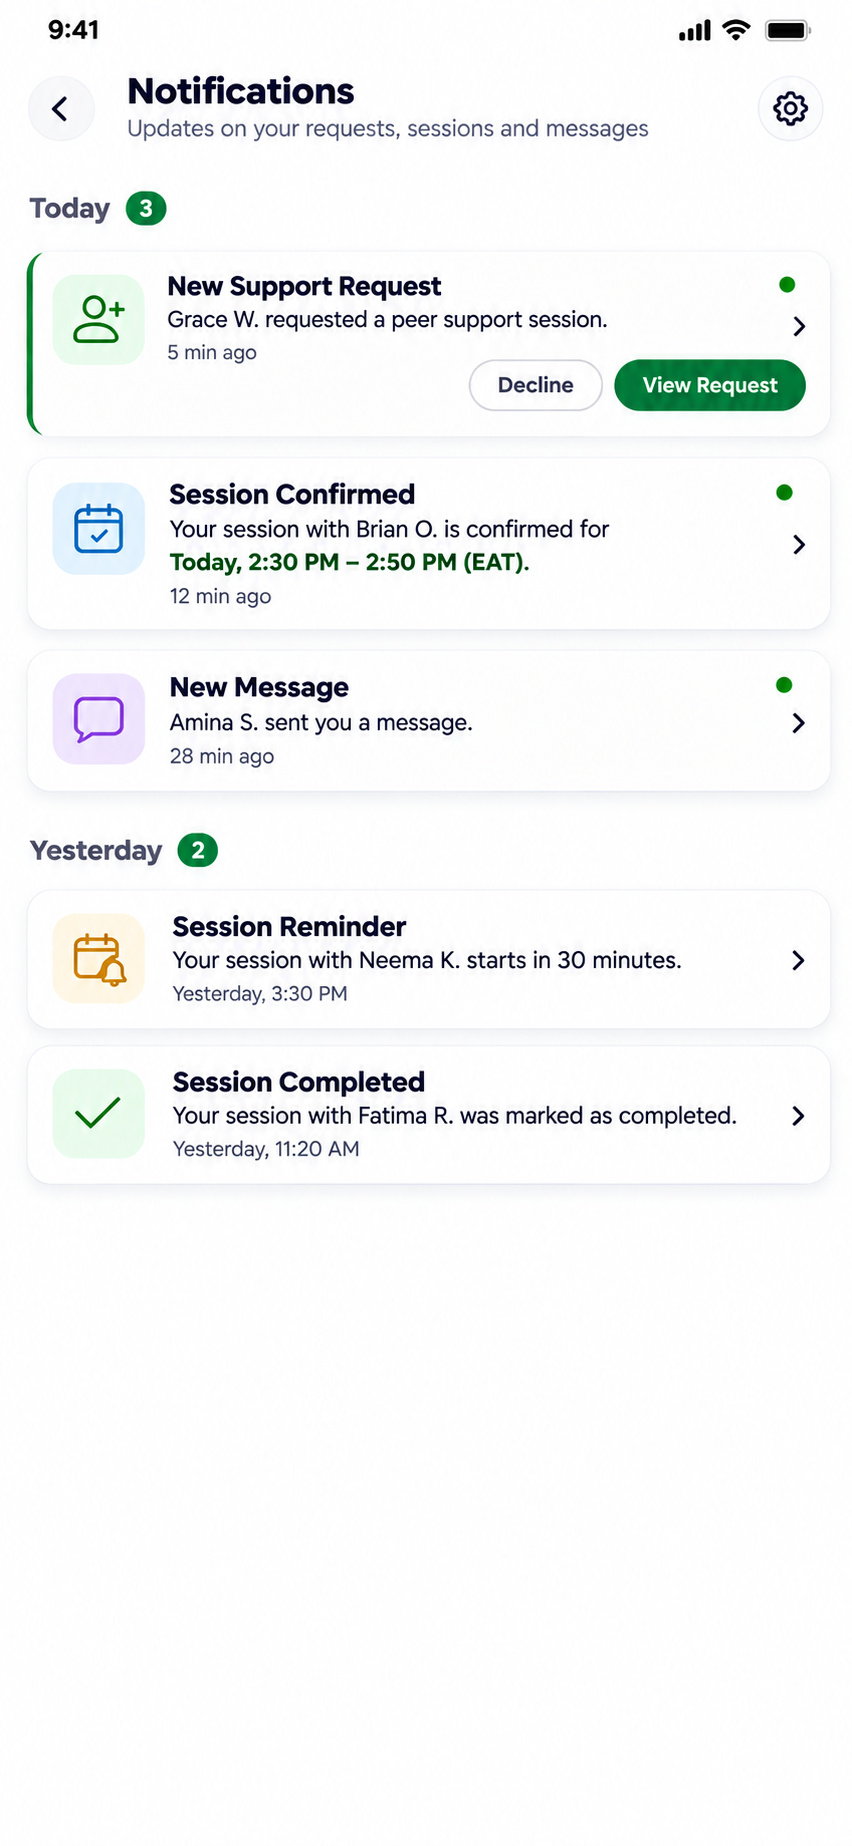 9:41
Notifications
Updates on your requests, sessions and messages
Today 3
New Support Request
Grace W. requested a peer support session.
5 min ago
Decline
View Request
Session Confirmed
Your session with Brian O. is confirmed for
Today, 2:30 PM – 2:50 PM (EAT).
12 min ago
New Message
Amina S. sent you a message.
28 min ago
Yesterday 2
Session Reminder
Your session with Neema K. starts in 30 minutes.
Yesterday, 3:30 PM
Session Completed
Your session with Fatima R. was marked as completed.
Yesterday, 11:20 AM